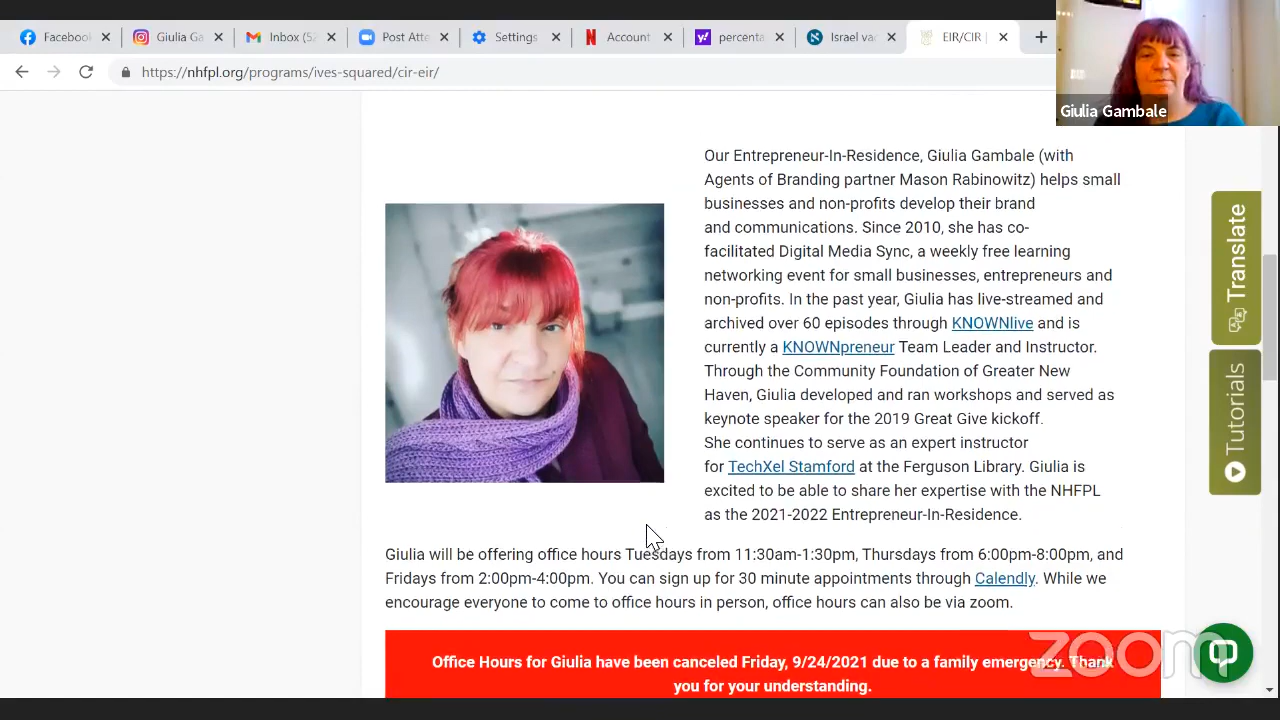 Facebook
Giulia Ga
Inbox (52
Post Atte
Settings
Account
percenta
Israel vac
EIR/CIR |
https://nhfpl.org/programs/ives-squared/cir-eir/
Giulia Gambale
Our Entrepreneur-In-Residence, Giulia Gambale (with
Agents of Branding partner Mason Rabinowitz) helps small
businesses and non-profits develop their brand
and communications. Since 2010, she has co-
facilitated Digital Media Sync, a weekly free learning
networking event for small businesses, entrepreneurs and
non-profits. In the past year, Giulia has live-streamed and
archived over 60 episodes through KNOWNlive and is
currently a KNOWNpreneur Team Leader and Instructor.
Through the Community Foundation of Greater New
Haven, Giulia developed and ran workshops and served as
keynote speaker for the 2019 Great Give kickoff.
She continues to serve as an expert instructor
for TechXel Stamford at the Ferguson Library. Giulia is
excited to be able to share her expertise with the NHFPL
as the 2021-2022 Entrepreneur-In-Residence.
Giulia will be offering office hours Tuesdays from 11:30am-1:30pm, Thursdays from 6:00pm-8:00pm, and
Fridays from 2:00pm-4:00pm. You can sign up for 30 minute appointments through Calendly. While we
encourage everyone to come to office hours in person, office hours can also be via zoom.
Office Hours for Giulia have been canceled Friday, 9/24/2021 due to a family emergency. Thank
you for your understanding.
Translate
Tutorials
zoom